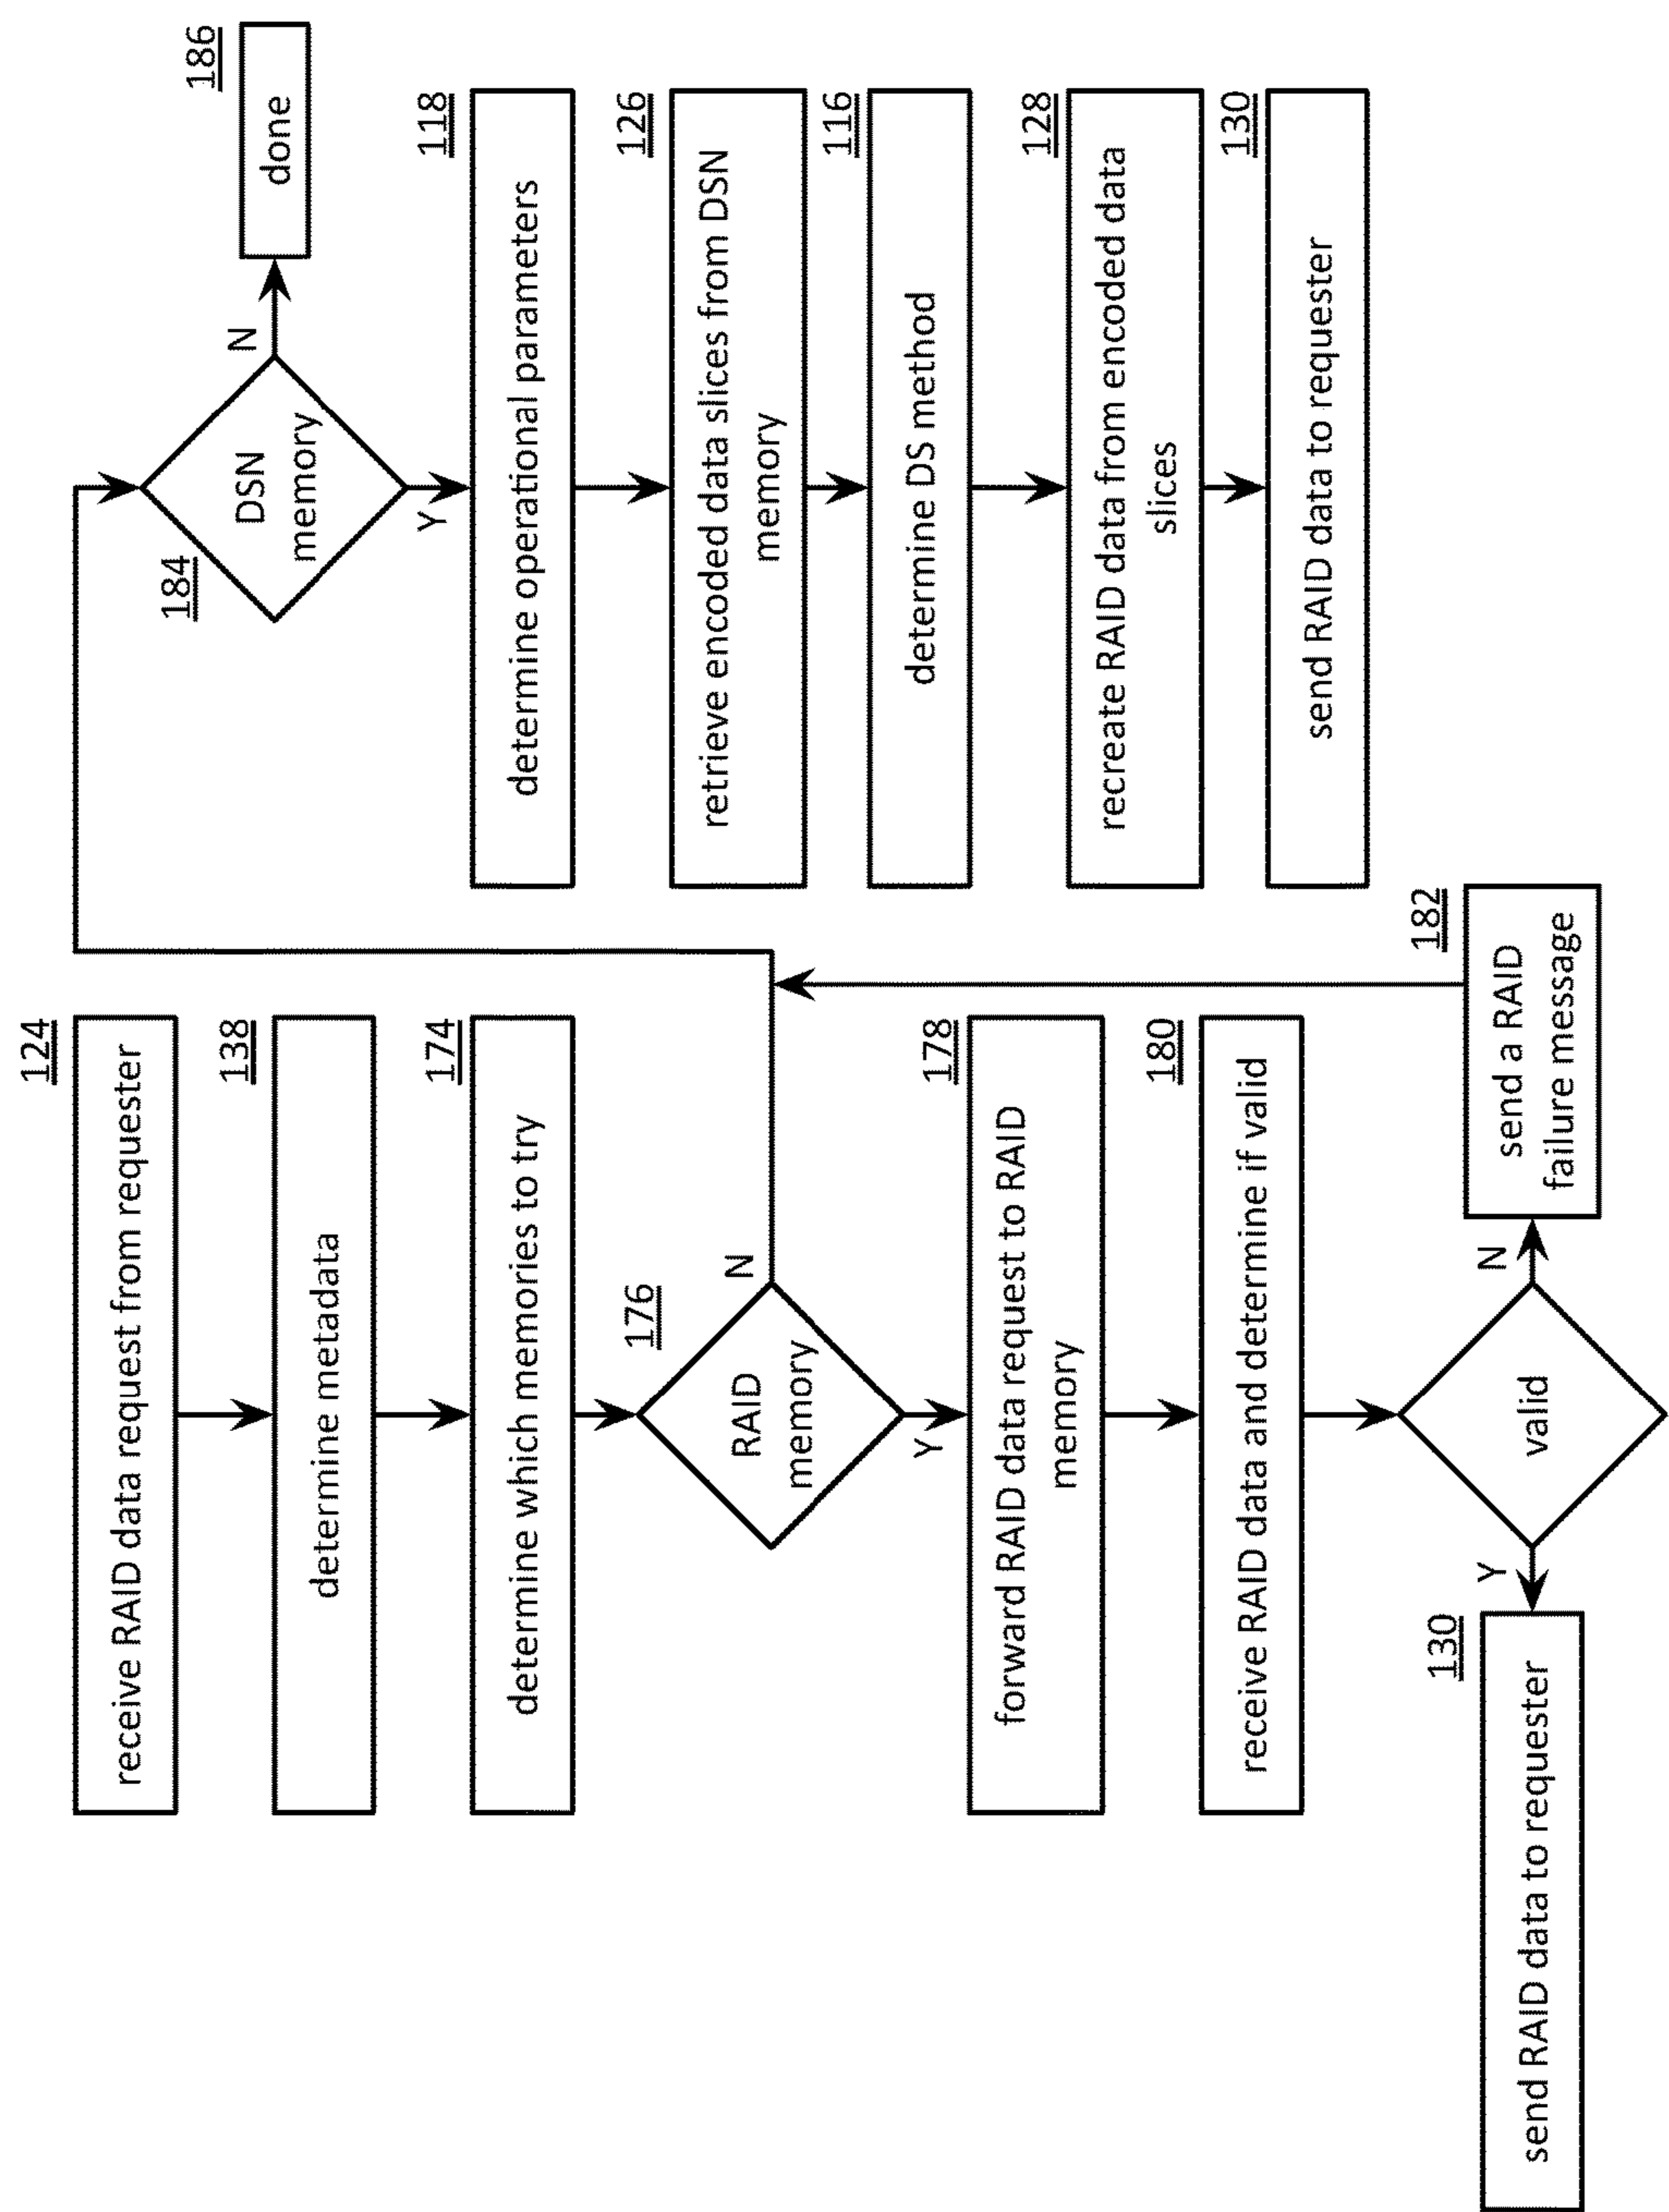 124
receive RAID data request from requester
138
determine metadata
174
determine which memories to try
176
RAID
memory
N
Y
178
forward RAID data request to RAID
memory
180
receive RAID data and determine if valid
valid
Y
N
130
send RAID data to requester
182
send a RAID
failure message
184
DSN
memory
N
Y
186
done
118
determine operational parameters
126
retrieve encoded data slices from DSN
memory
116
determine DS method
128
recreate RAID data from encoded data
slices
130
send RAID data to requester